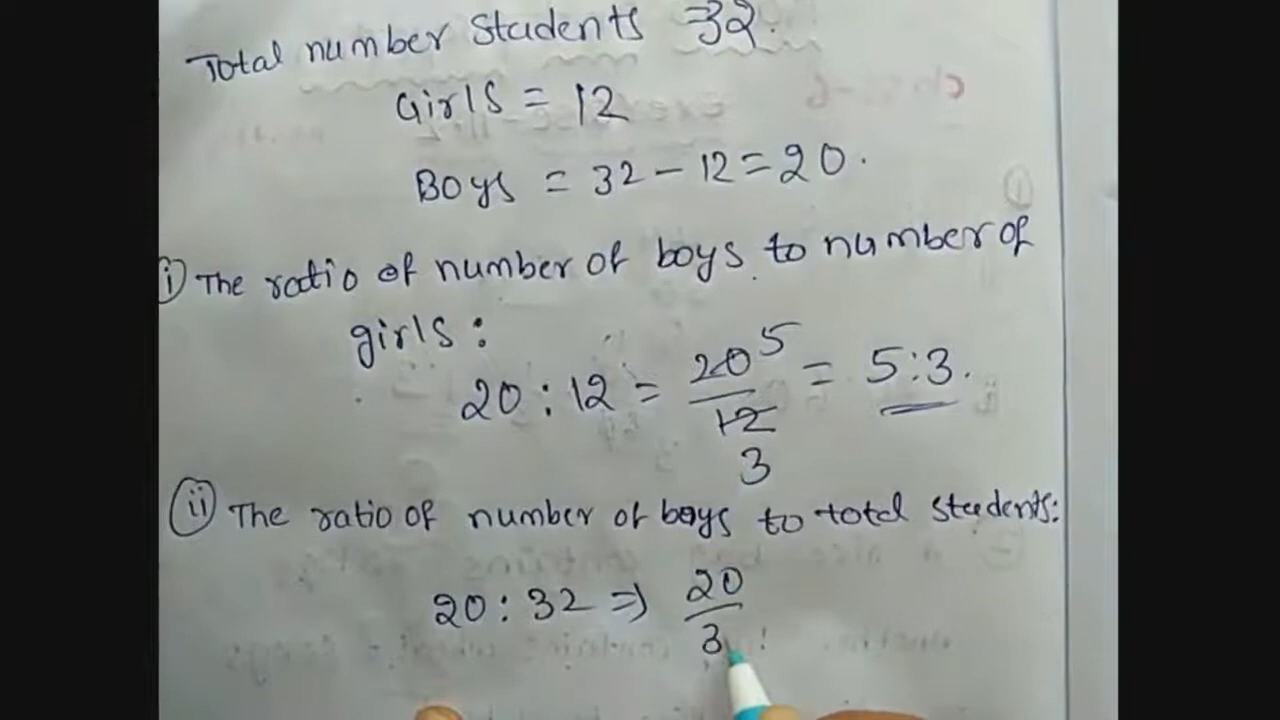 Total number Students = 32.
Girls = 12
Boys = 32 - 12 = 20.
i) The ratio of number of boys to number of
girls:
20 : 12 = 20/12 5/3 = 5:3.
ii) The ratio of number of boys to total students:
20 : 32 ⇒ 20/3